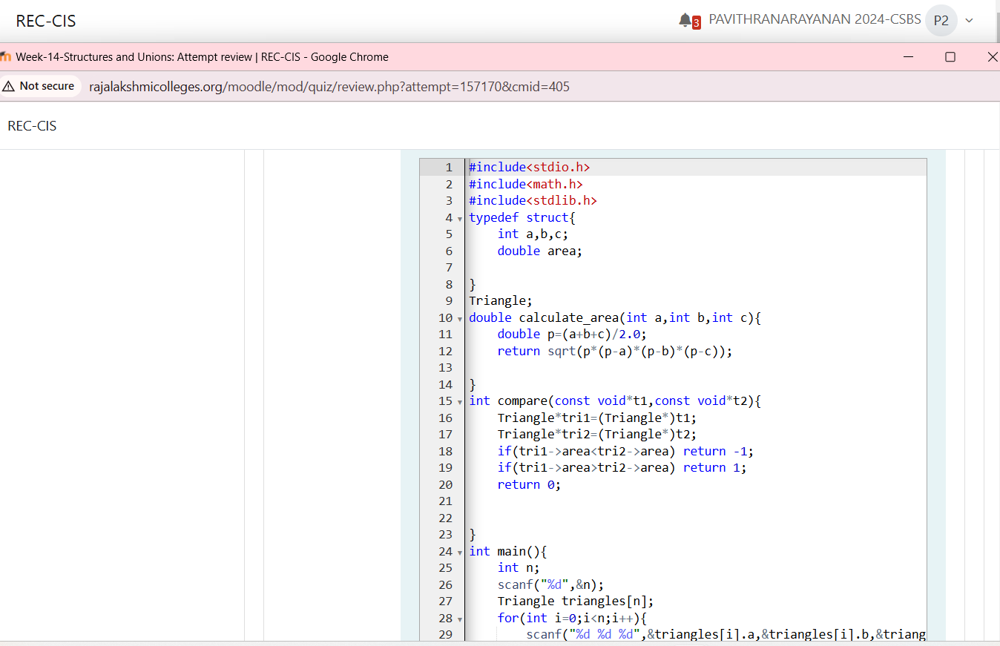 REC-CIS
3 PAVITHRANARAYANAN 2024-CSBS P2
Week-14-Structures and Unions: Attempt review | REC-CIS - Google Chrome
Not secure rajalakshmicolleges.org/moodle/mod/quiz/review.php?attempt=157170&cmid=405
REC-CIS
1 #include<stdio.h>
2 #include<math.h>
3 #include<stdlib.h>
4 typedef struct{
5     int a,b,c;
6     double area;
7
8 }
9 Triangle;
10 double calculate_area(int a,int b,int c){
11     double p=(a+b+c)/2.0;
12     return sqrt(p*(p-a)*(p-b)*(p-c));
13
14 }
15 int compare(const void*t1,const void*t2){
16     Triangle*tri1=(Triangle*)t1;
17     Triangle*tri2=(Triangle*)t2;
18     if(tri1->area<tri2->area) return -1;
19     if(tri1->area>tri2->area) return 1;
20     return 0;
21
22
23 }
24 int main(){
25     int n;
26     scanf("%d",&n);
27     Triangle triangles[n];
28     for(int i=0;i<n;i++){
29         scanf("%d %d %d",&triangles[i].a,&triangles[i].b,&triang